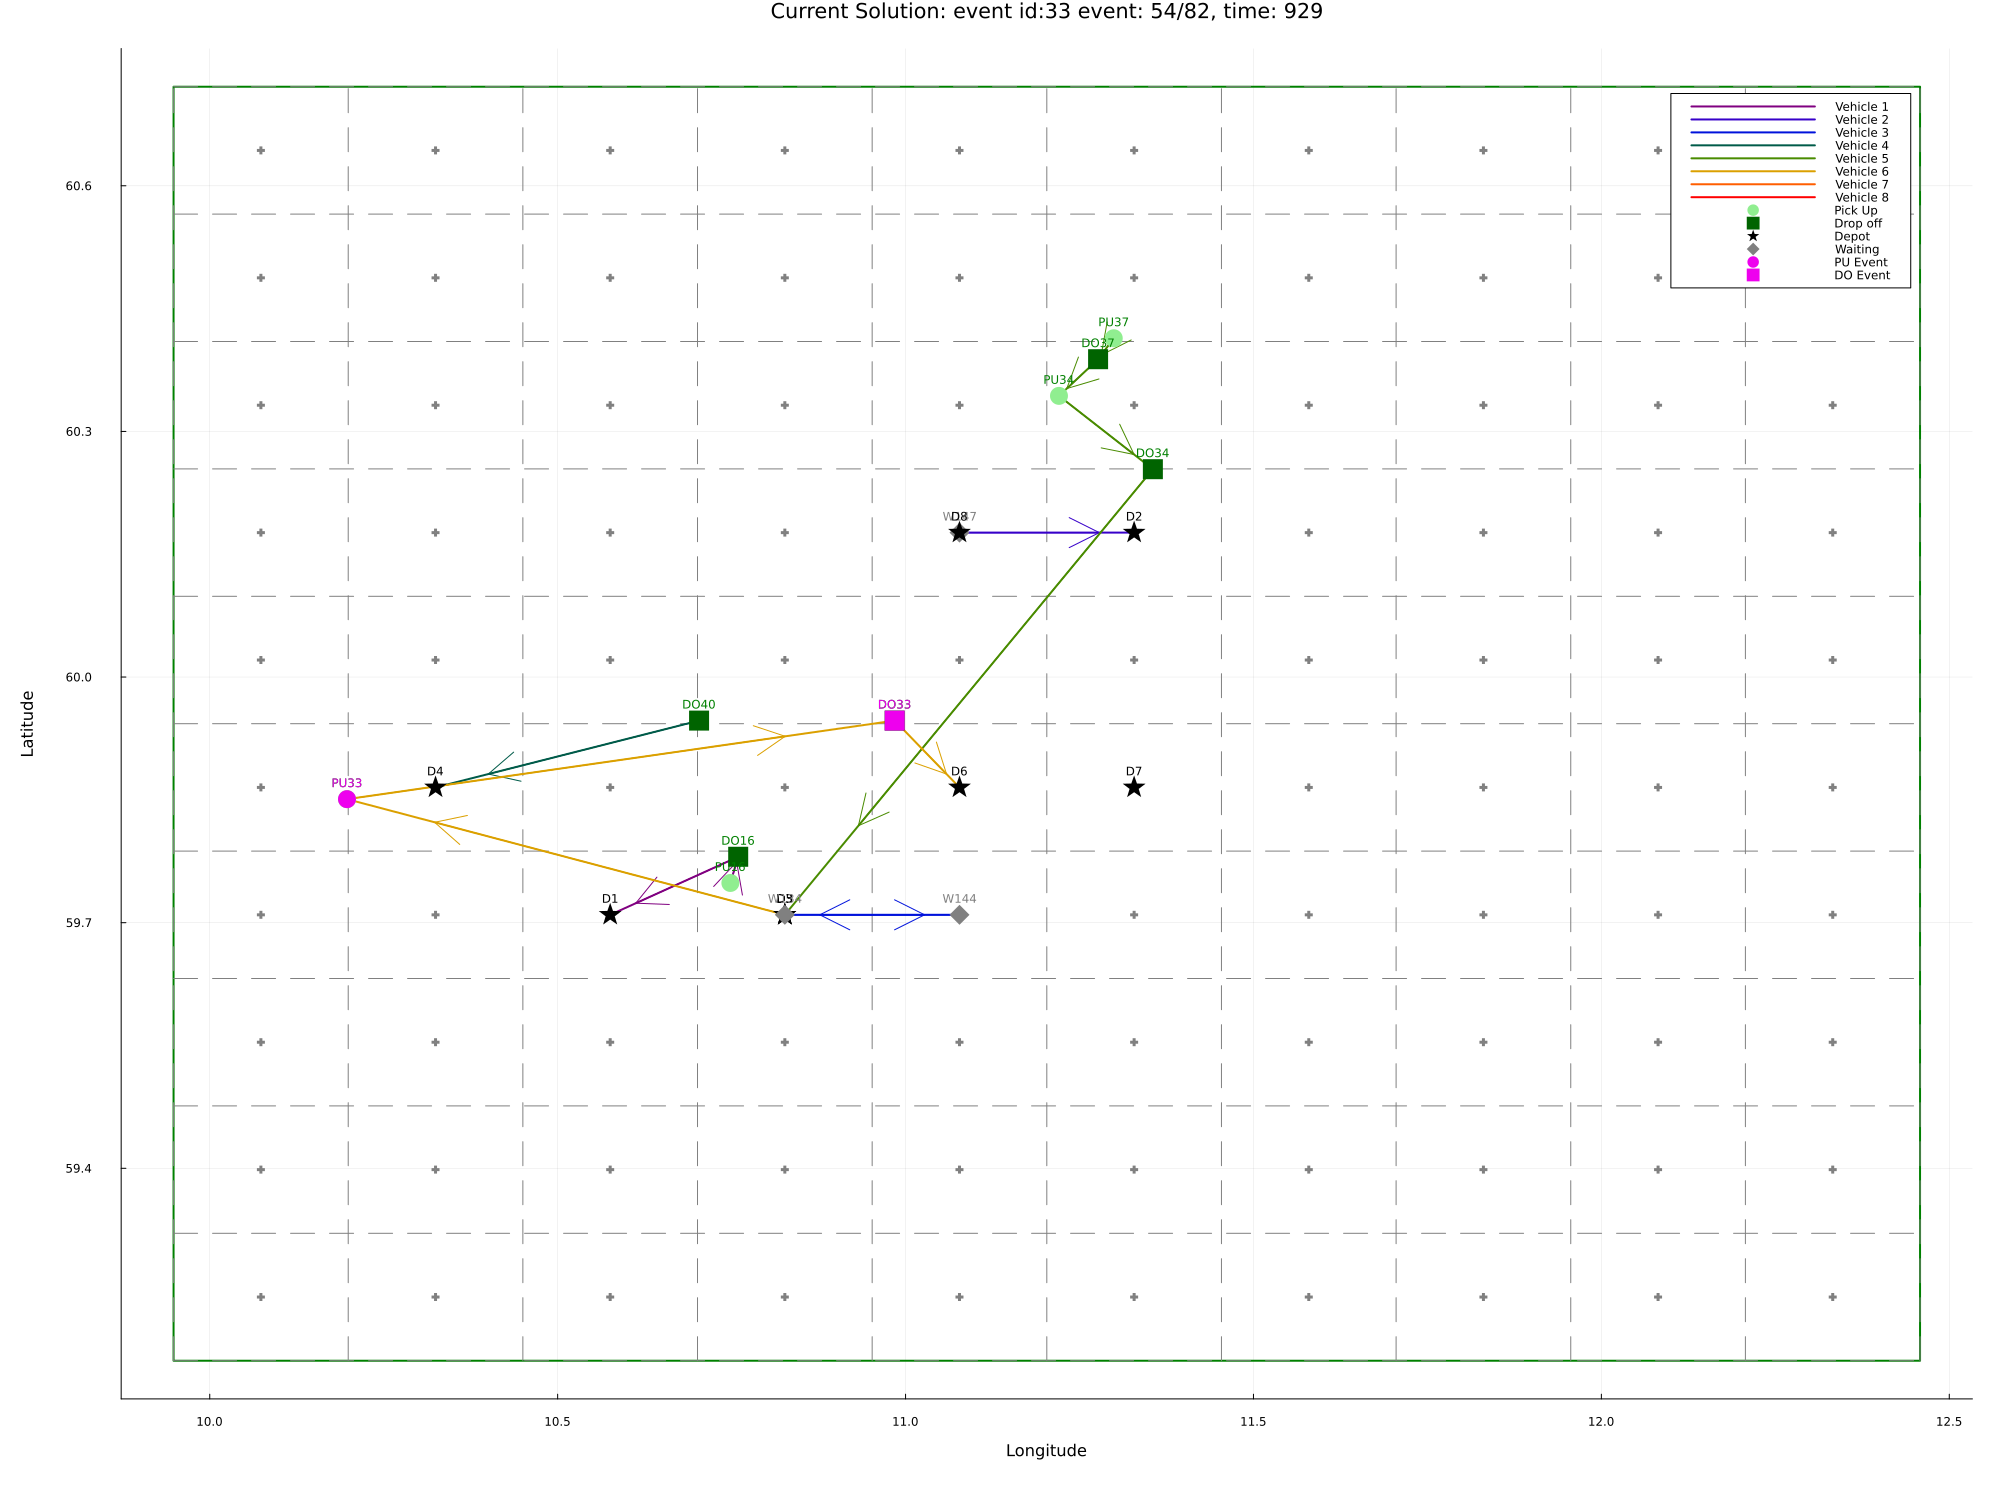 Current Solution: event id:33 event: 54/82, time: 929
Vehicle 1
Vehicle 2
Vehicle 3
Vehicle 4
Vehicle 5
Vehicle 6
Vehicle 7
Vehicle 8
Pick Up
Drop off
Depot
Waiting
PU Event
DO Event
60.6
60.3
60.0
59.7
59.4
Latitude
PU37
DO37
PU34
DO34
D8
D2
DO40
DO33
D4
D6
D7
PU33
DO16
D1
D3
W144
10.0
10.5
11.0
11.5
12.0
12.5
Longitude